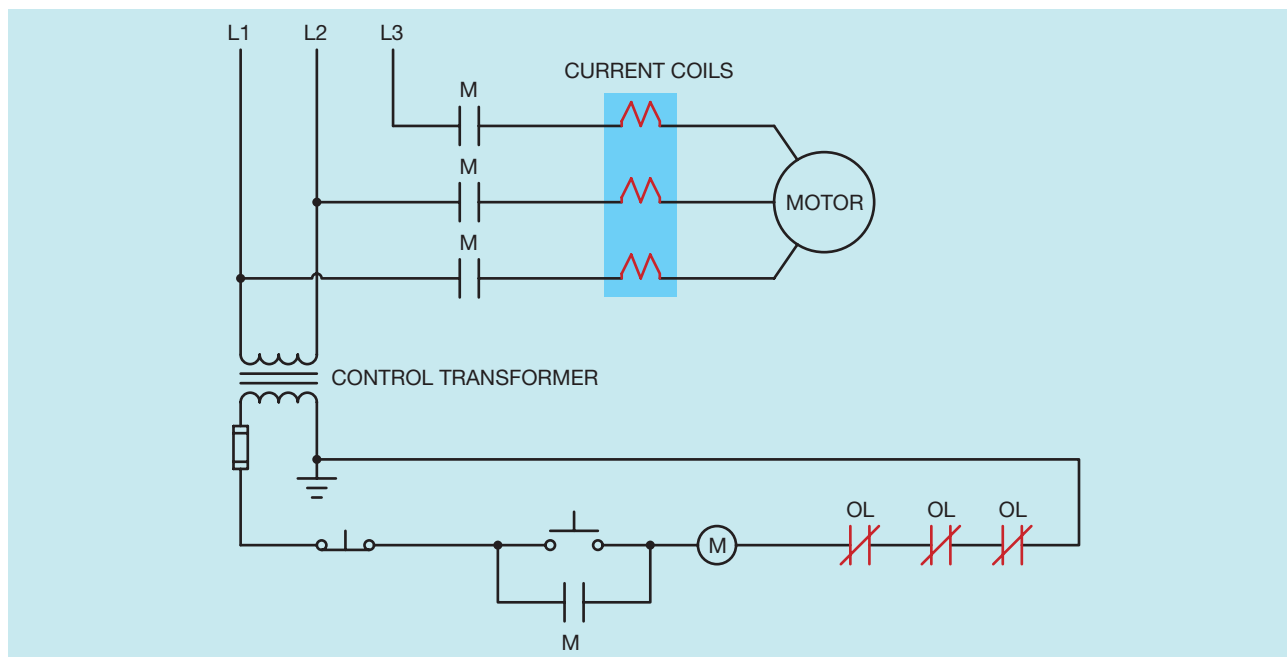 L1 L2 L3
CURRENT COILS
M
M
MOTOR
M
CONTROL TRANSFORMER
OL OL OL
M
M